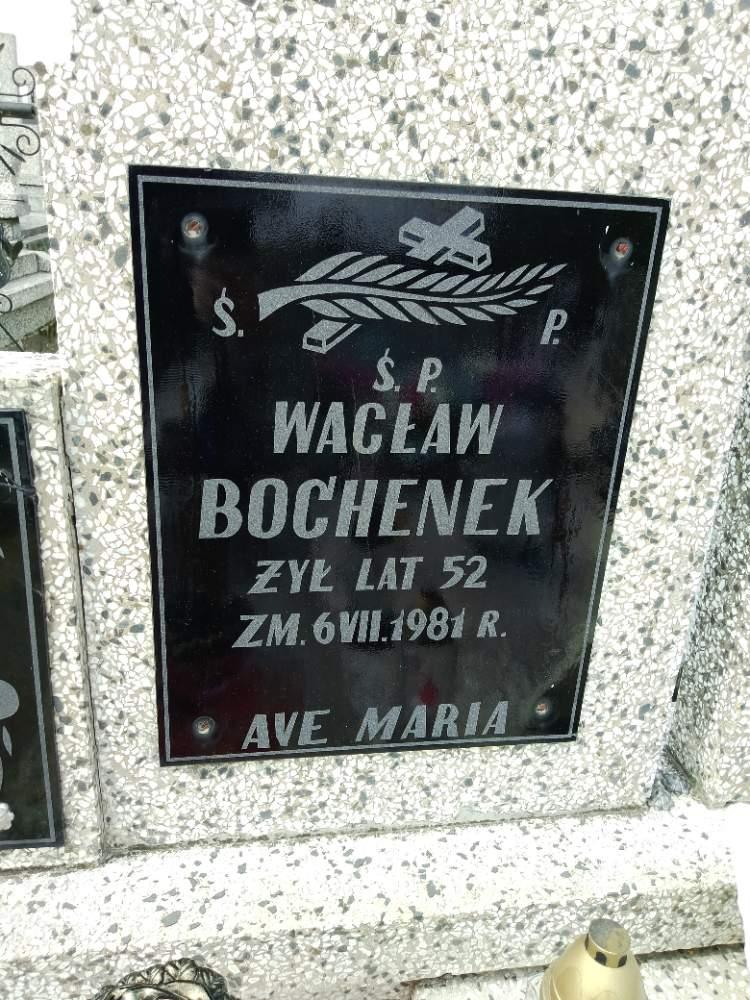 Ś. P.
Ś. P.
WACŁAW
BOCHENEK
ŻYŁ LAT 52
ZM. 6 VII. 1981 R.
AVE MARIA